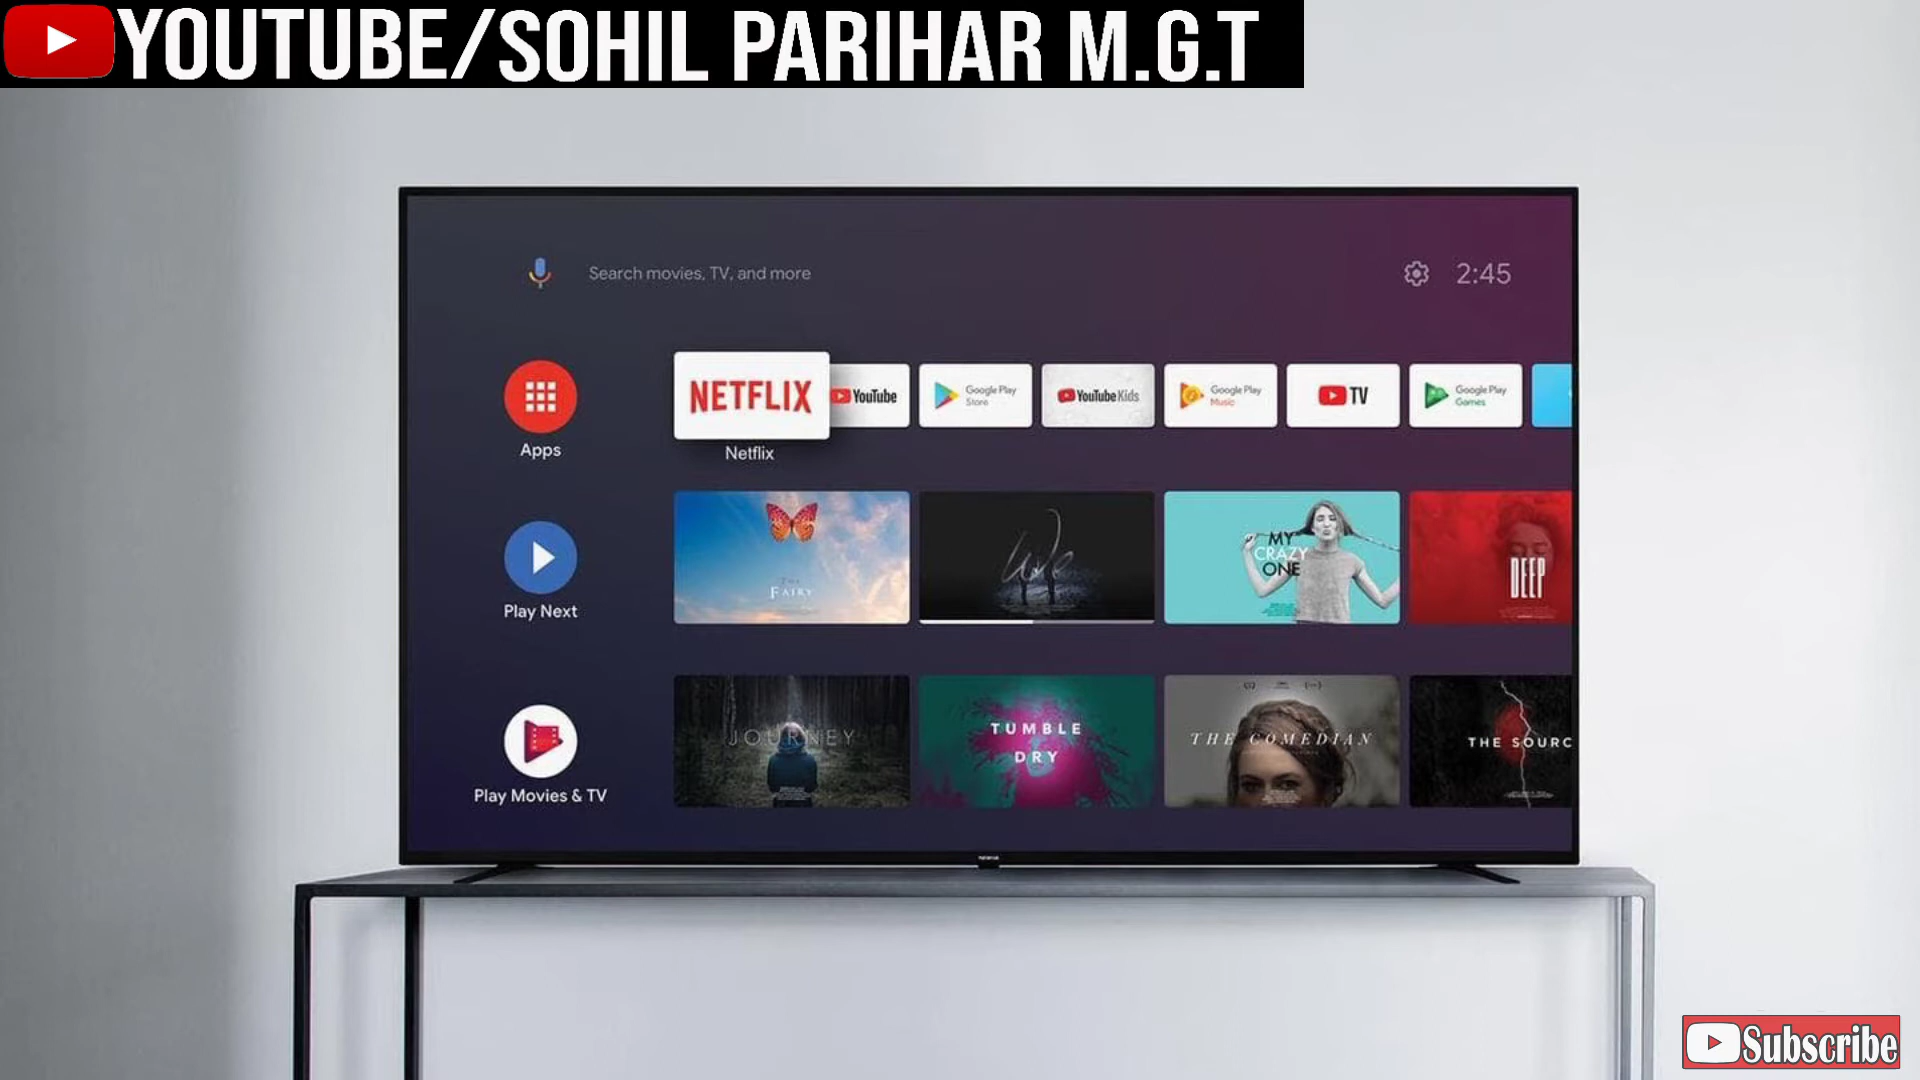 YOUTUBE/SOHIL PARIHAR M.G.T
Search movies, TV, and more
2:45
NETFLIX
YouTube
Google Play
Store
YouTube Kids
Google Play
Music
TV
Google Play
Games
Apps
Netflix
THE
FAIRY
MY
CRAZY
ONE
DEEP
Play Next
JOURNEY
TUMBLE
DRY
THE COMEDIAN
THE SOURC
Play Movies & TV
Subscribe